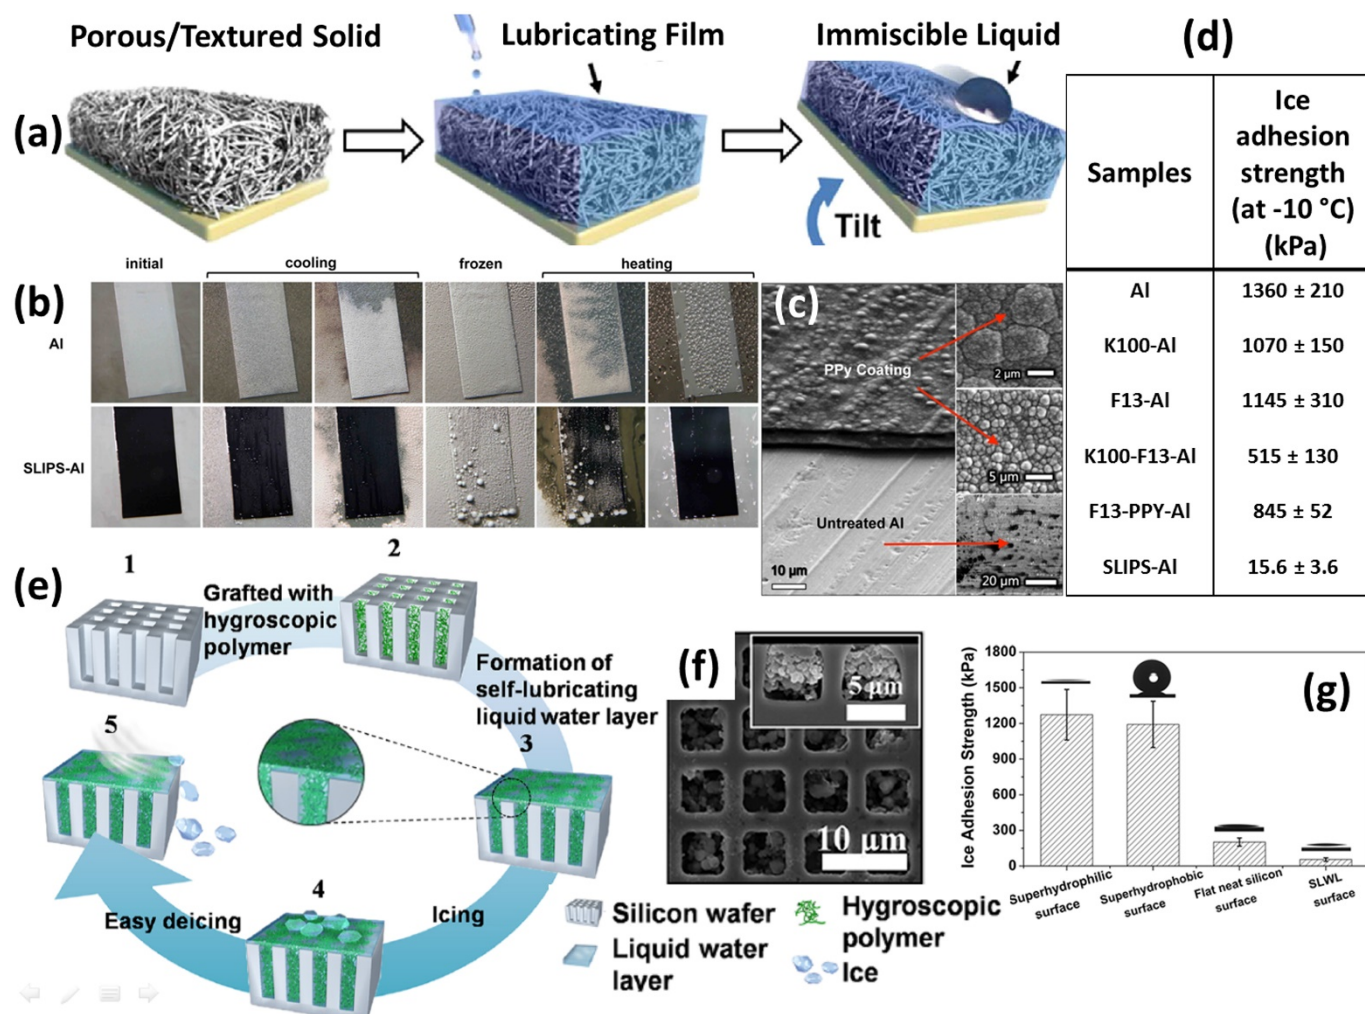 Porous/Textured Solid
Lubricating Film
Immiscible Liquid
(a)
Tilt
(b)
initial
cooling
frozen
heating
Al
SLIPS-Al
(c)
PPy Coating
Untreated Al
10 µm
2 µm
5 µm
20 µm
(d)
Samples
Ice
adhesion
strength
(at -10 °C)
(kPa)
Al 1360 ± 210
K100-Al 1070 ± 150
F13-Al 1145 ± 310
K100-F13-Al 515 ± 130
F13-PPY-Al 845 ± 52
SLIPS-Al 15.6 ± 3.6
(e)
1
Grafted with
hygroscopic
polymer
2
Formation of
self-lubricating
liquid water layer
3
Icing
4
Easy deicing
5
Silicon wafer
Liquid water
layer
Hygroscopic
polymer
Ice
(f)
5 µm
10 µm
(g)
Ice Adhesion Strength (kPa)
1800
1500
1200
900
600
300
0
Superhydrophilic
surface
Superhydrophobic
surface
Flat neat silicon
surface
SLWL
surface